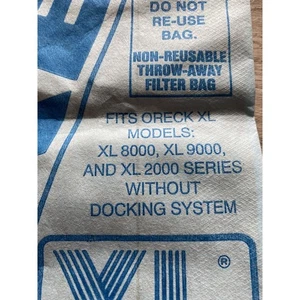 DO NOT
RE-USE
BAG.
NON-REUSABLE
THROW-AWAY
FILTER BAG
FITS ORECK XL
MODELS:
XL 8000, XL 9000,
AND XL 2000 SERIES
WITHOUT
DOCKING SYSTEM
XL®